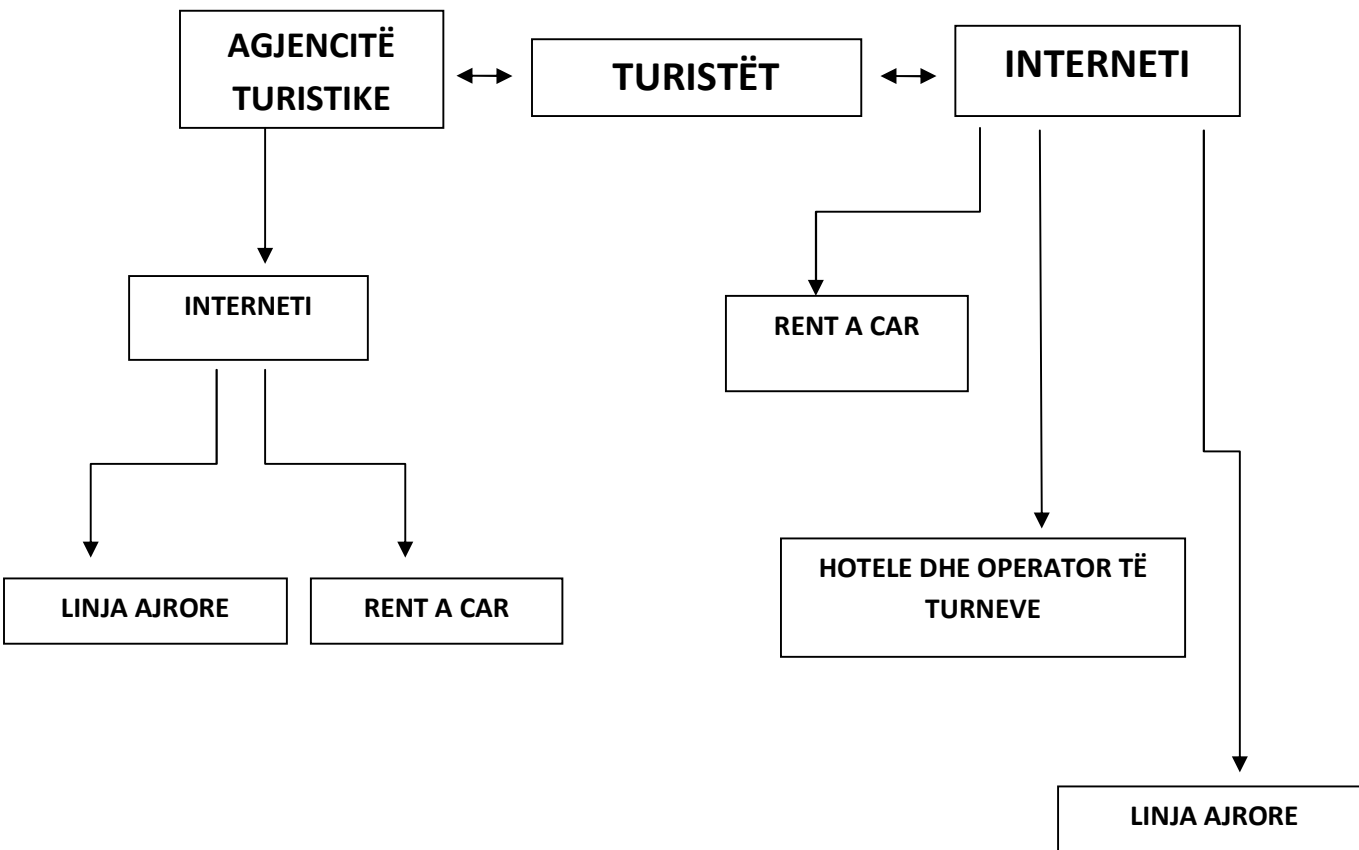 AGJENCITË
TURISTIKE
TURISTËT
INTERNETI
INTERNETI
RENT A CAR
HOTELE DHE OPERATOR TË
TURNEVE
LINJA AJRORE
RENT A CAR
LINJA AJRORE